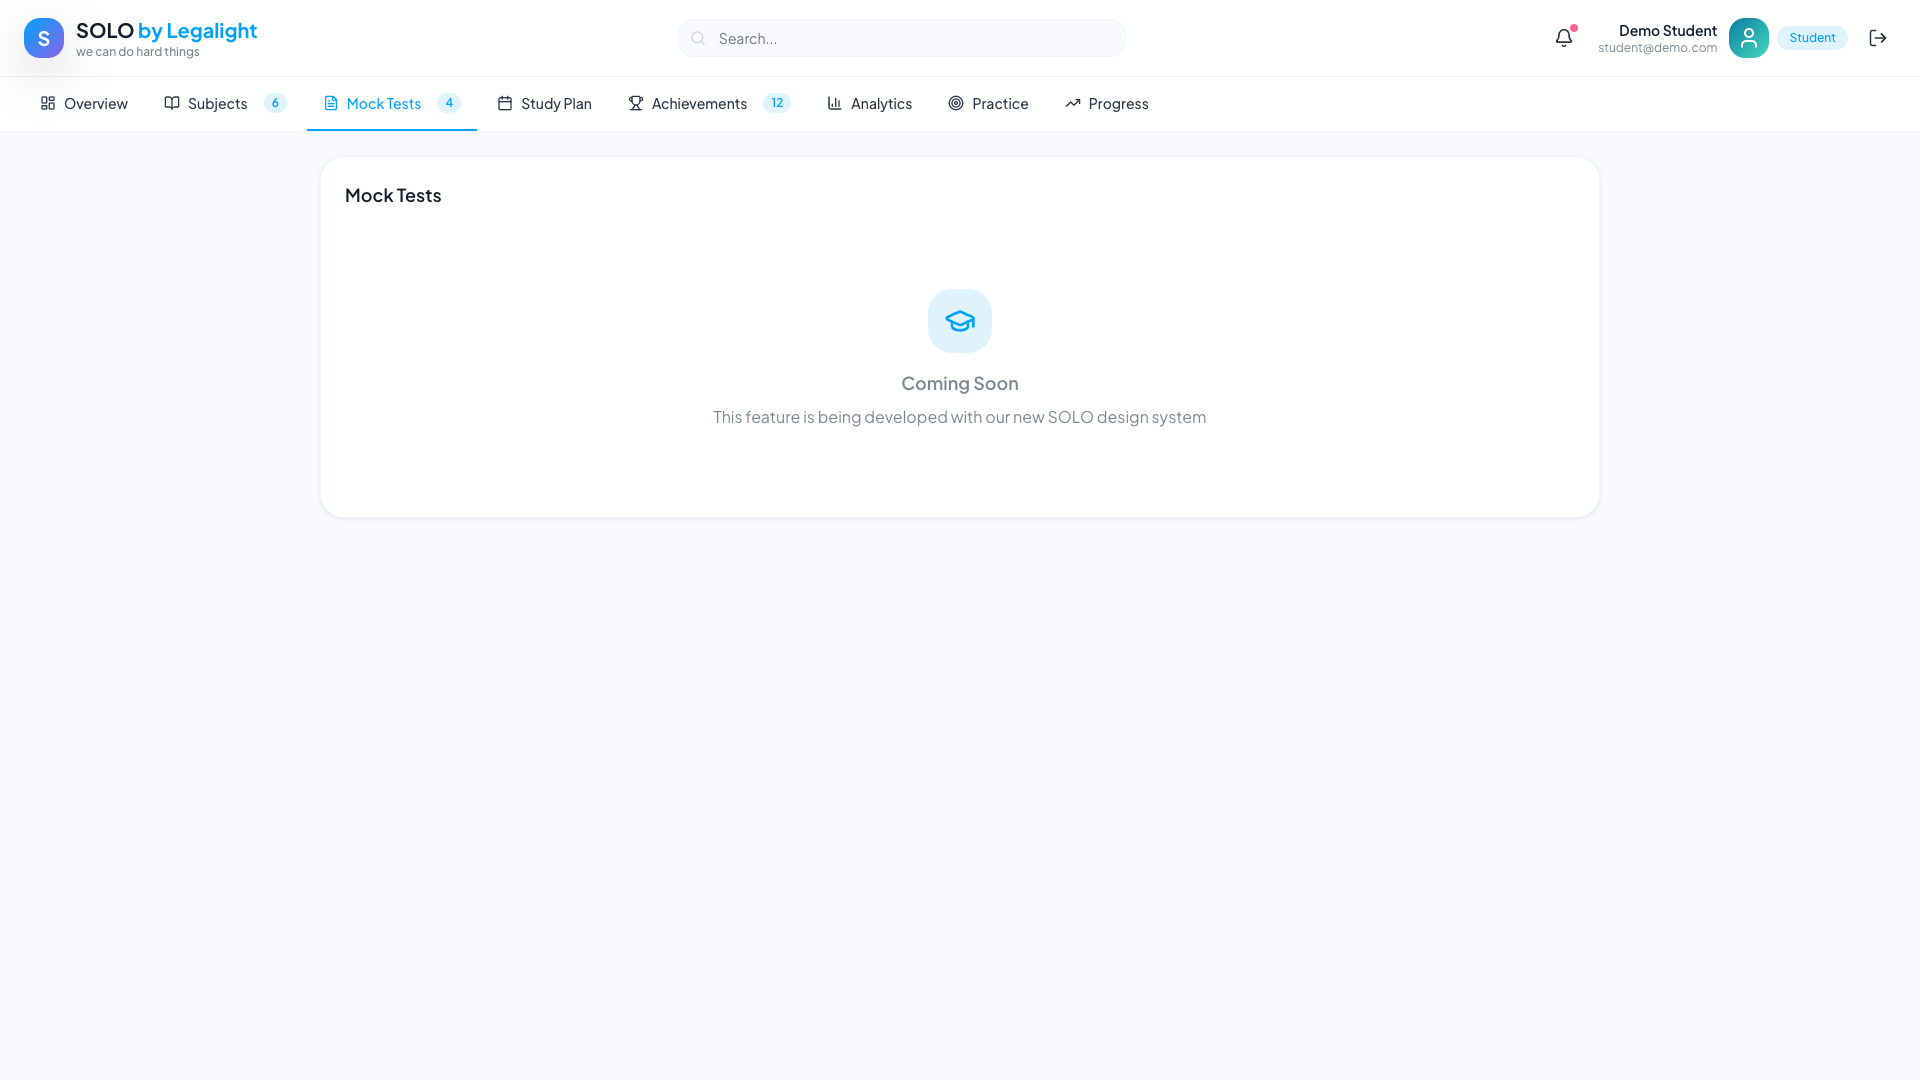 S
SOLO by Legalight
we can do hard things
Search...
Demo Student
student@demo.com
Student
Overview
Subjects 6
Mock Tests 4
Study Plan
Achievements 12
Analytics
Practice
Progress
Mock Tests
Coming Soon
This feature is being developed with our new SOLO design system